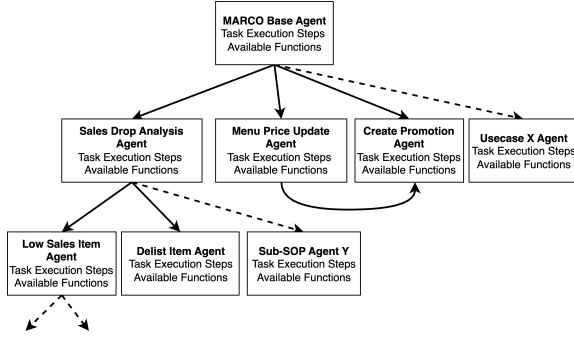 MARCO Base Agent
Task Execution Steps
Available Functions
Sales Drop Analysis
Agent
Task Execution Steps
Available Functions
Menu Price Update
Agent
Task Execution Steps
Available Functions
Create Promotion
Agent
Task Execution Steps
Available Functions
Usecase X Agent
Task Execution Steps
Available Functions
Low Sales Item
Agent
Task Execution Steps
Available Functions
Delist Item Agent
Task Execution Steps
Available Functions
Sub-SOP Agent Y
Task Execution Steps
Available Functions